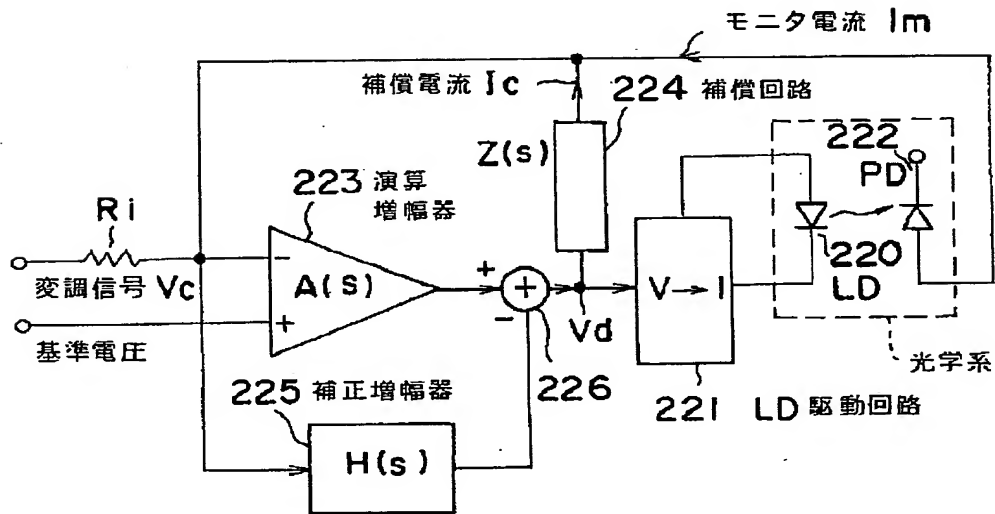 モニタ電流 Im
補償電流 Ic
224 補償回路
Z(s)
222
PD
223 演算
増幅器
Ri
変調信号 Vc
-
A(S)
+
+
-
Vd
V→I
220
LD
基準電圧
226
光学系
225 補正増幅器
221 LD 駆動回路
H(s)